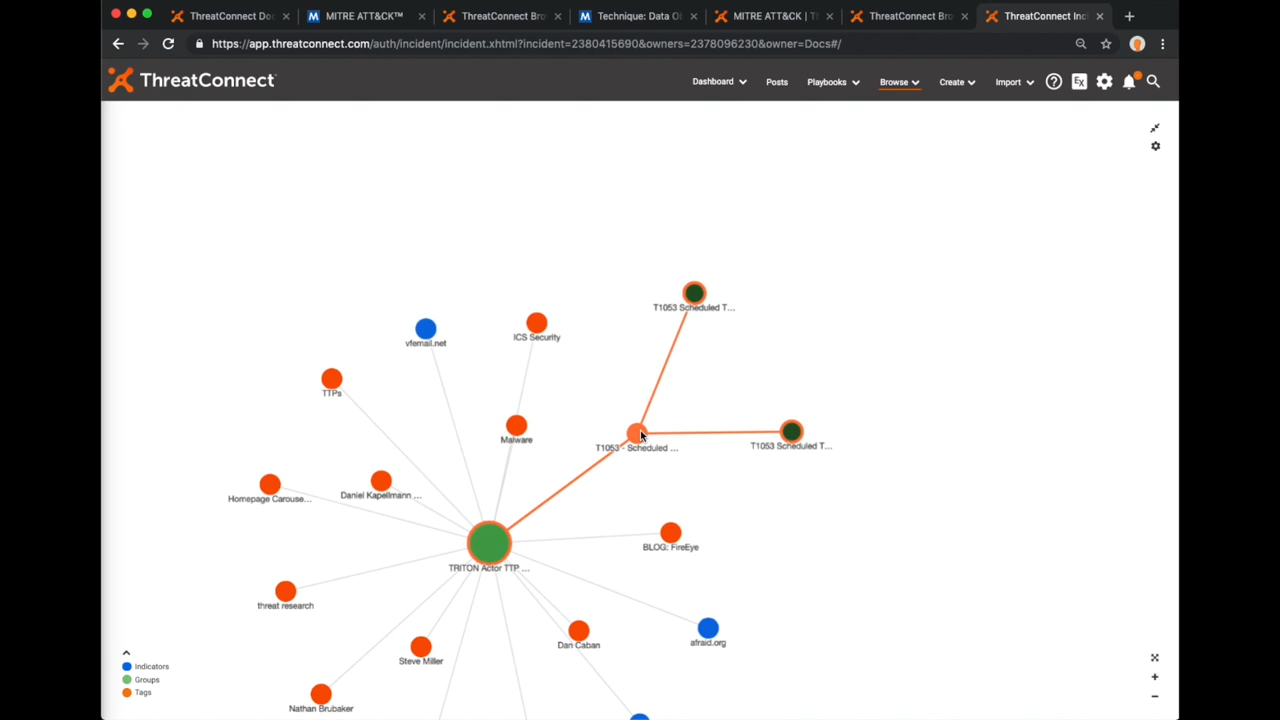 ThreatConnect Doc
MITRE ATT&CK™
ThreatConnect Bro
Technique: Data O
MITRE ATT&CK | T
ThreatConnect Bro
ThreatConnect Inc
https://app.threatconnect.com/auth/incident/incident.xhtml?incident=2380415690&owners=2378096230&owner=Docs#/
ThreatConnect
Dashboard
Posts
Playbooks
Browse
Create
Import
Ex
T1053 Scheduled T...
ICS Security
vfemail.net
TTPs
Malware
T1053 - Scheduled ...
T1053 Scheduled T...
Homepage Carouse...
Daniel Kapellmann ...
BLOG: FireEye
TRITON Actor TTP ...
threat research
Dan Caban
afraid.org
Steve Miller
Nathan Brubaker
Indicators
Groups
Tags